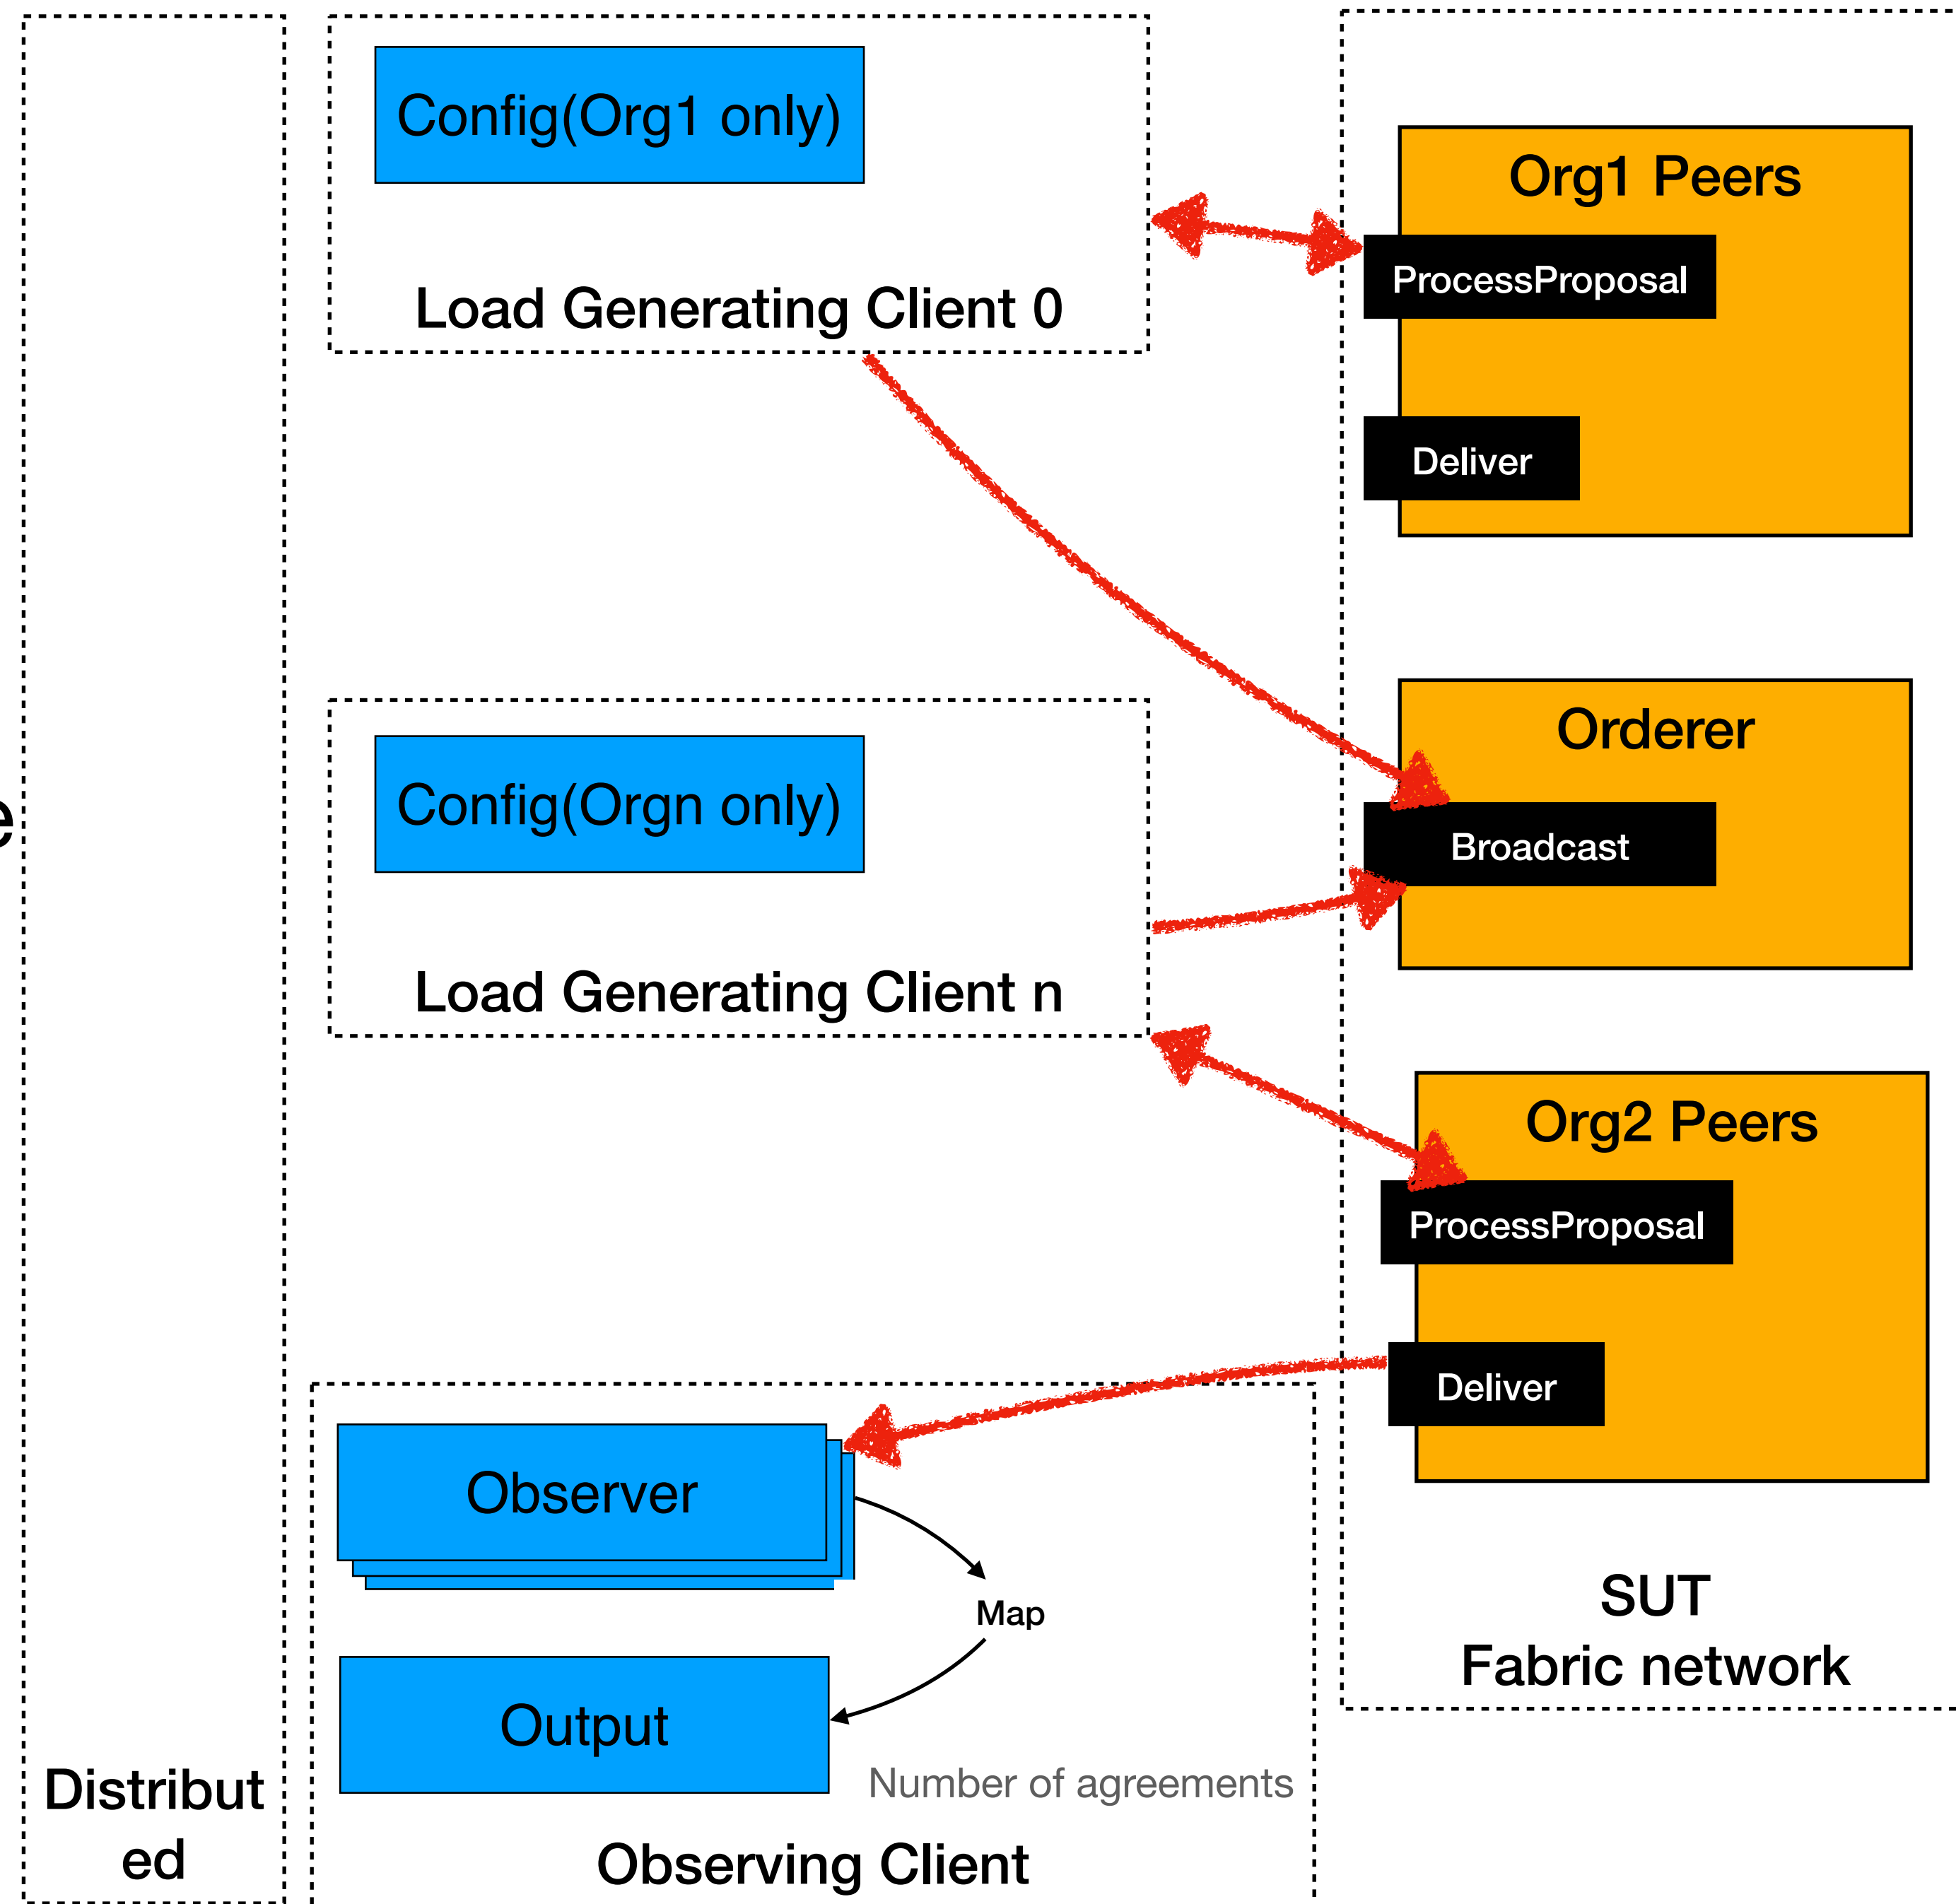 Config(Org1 only)
Load Generating Client 0
Org1 Peers
ProcessProposal
Deliver
e
Config(Orgn only)
Load Generating Client n
Orderer
Broadcast
Org2 Peers
ProcessProposal
Deliver
Observer
Map
Output
Number of agreements
Observing Client
SUT
Fabric network
Distribut
ed